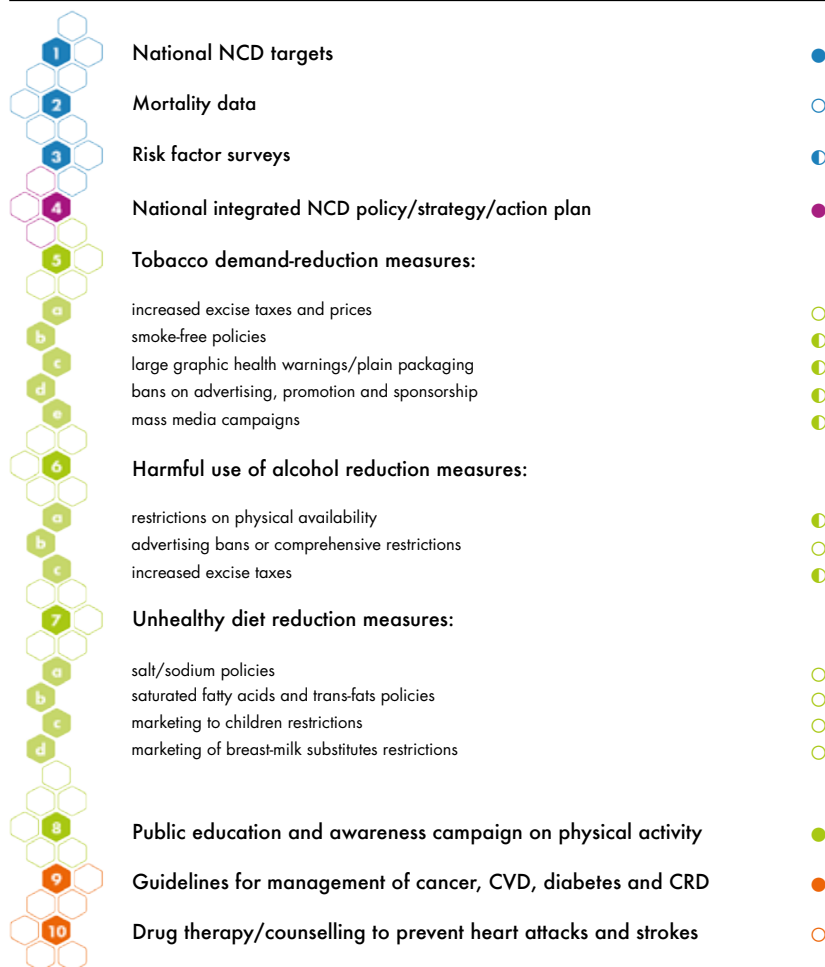 1 National NCD targets
2 Mortality data
3 Risk factor surveys
4 National integrated NCD policy/strategy/action plan
5 Tobacco demand-reduction measures:
a increased excise taxes and prices
b smoke-free policies
c large graphic health warnings/plain packaging
d bans on advertising, promotion and sponsorship
e mass media campaigns
6 Harmful use of alcohol reduction measures:
a restrictions on physical availability
b advertising bans or comprehensive restrictions
c increased excise taxes
7 Unhealthy diet reduction measures:
a salt/sodium policies
b saturated fatty acids and trans-fats policies
c marketing to children restrictions
d marketing of breast-milk substitutes restrictions
8 Public education and awareness campaign on physical activity
9 Guidelines for management of cancer, CVD, diabetes and CRD
10 Drug therapy/counselling to prevent heart attacks and strokes